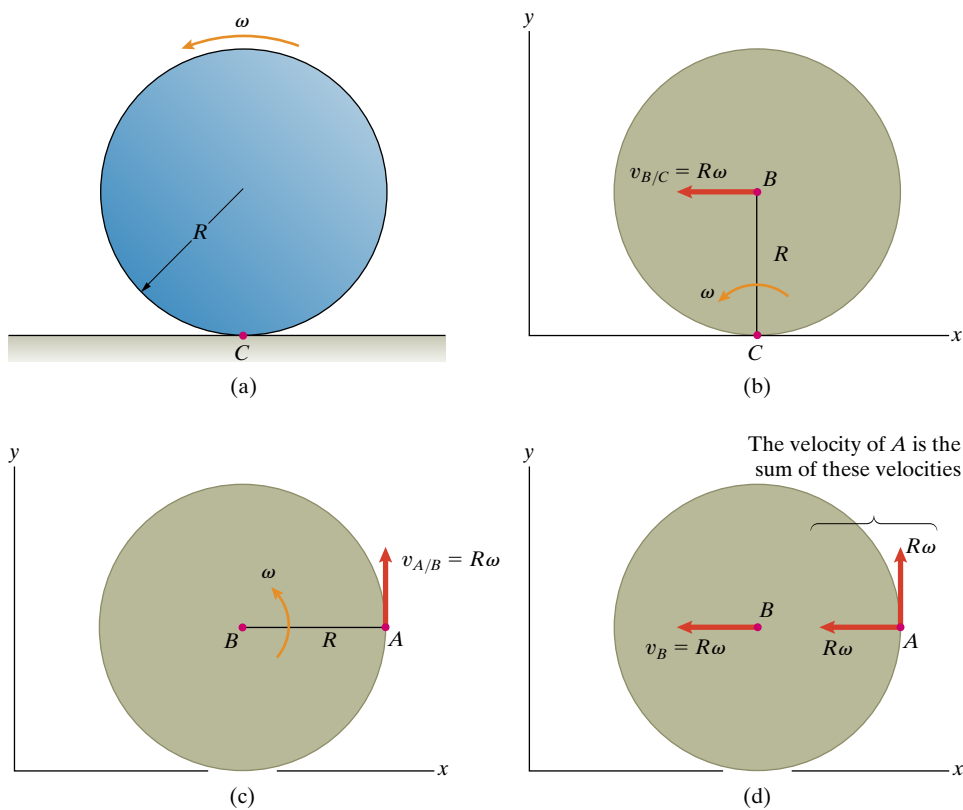 ω
R
C
(a)
y
v_{B/C} = Rω
B
R
ω
C
x
(b)
y
v_{A/B} = Rω
ω
B
R
A
x
(c)
The velocity of A is the
sum of these velocities
y
Rω
B
v_B = Rω
Rω
A
x
(d)